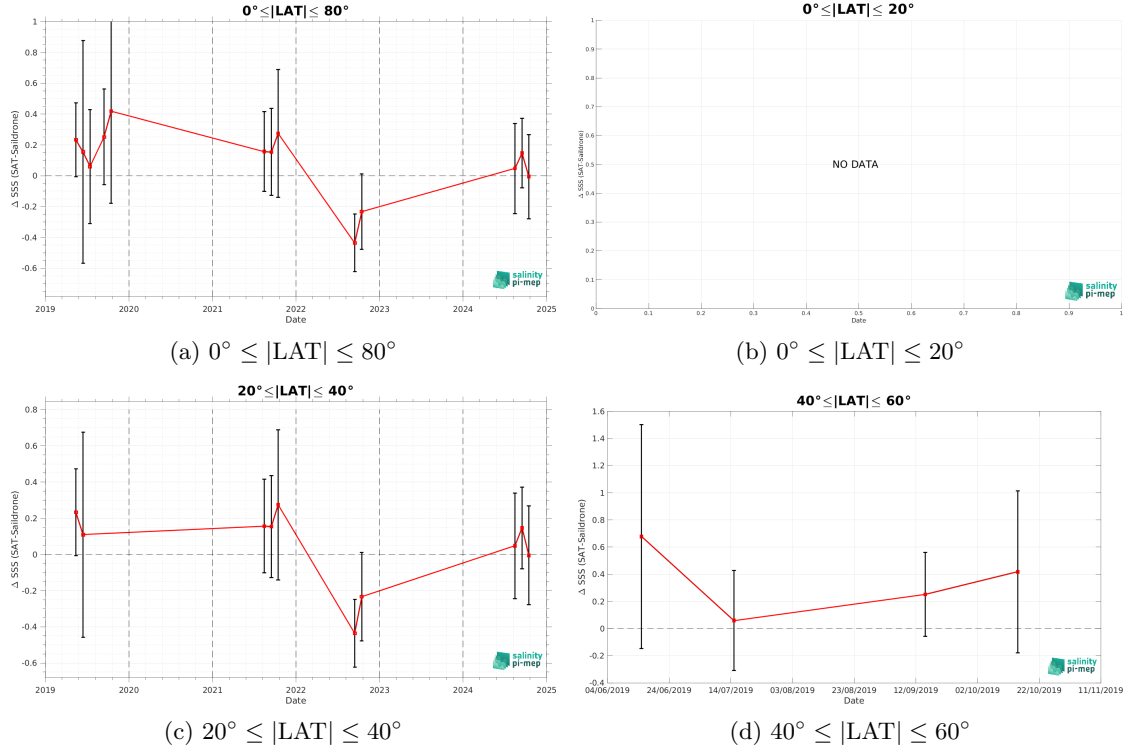 0°≤|LAT|≤ 80°
1
0.8
0.6
0.4
0.2
0
-0.2
-0.4
-0.6
Δ SSS (SAT-Saildrone)
2019 2020 2021 2022 2023 2024 2025
Date
salinity
pi-mep
(a) 0° ≤ |LAT| ≤ 80°
0°≤|LAT|≤ 20°
1
0.9
0.8
0.7
0.6
0.5
0.4
0.3
0.2
0.1
0
Δ SSS (SAT-Saildrone)
NO DATA
0 0.1 0.2 0.3 0.4 0.5 0.6 0.7 0.8 0.9 1
Date
salinity
pi-mep
(b) 0° ≤ |LAT| ≤ 20°
20°≤|LAT|≤ 40°
0.8
0.6
0.4
0.2
0
-0.2
-0.4
-0.6
Δ SSS (SAT-Saildrone)
2019 2020 2021 2022 2023 2024 2025
Date
salinity
pi-mep
(c) 20° ≤ |LAT| ≤ 40°
40°≤|LAT|≤ 60°
1.6
1.4
1.2
1
0.8
0.6
0.4
0.2
0
-0.2
-0.4
Δ SSS (SAT-Saildrone)
04/06/2019 24/06/2019 14/07/2019 03/08/2019 23/08/2019 12/09/2019 02/10/2019 22/10/2019 11/11/2019
Date
salinity
pi-mep
(d) 40° ≤ |LAT| ≤ 60°